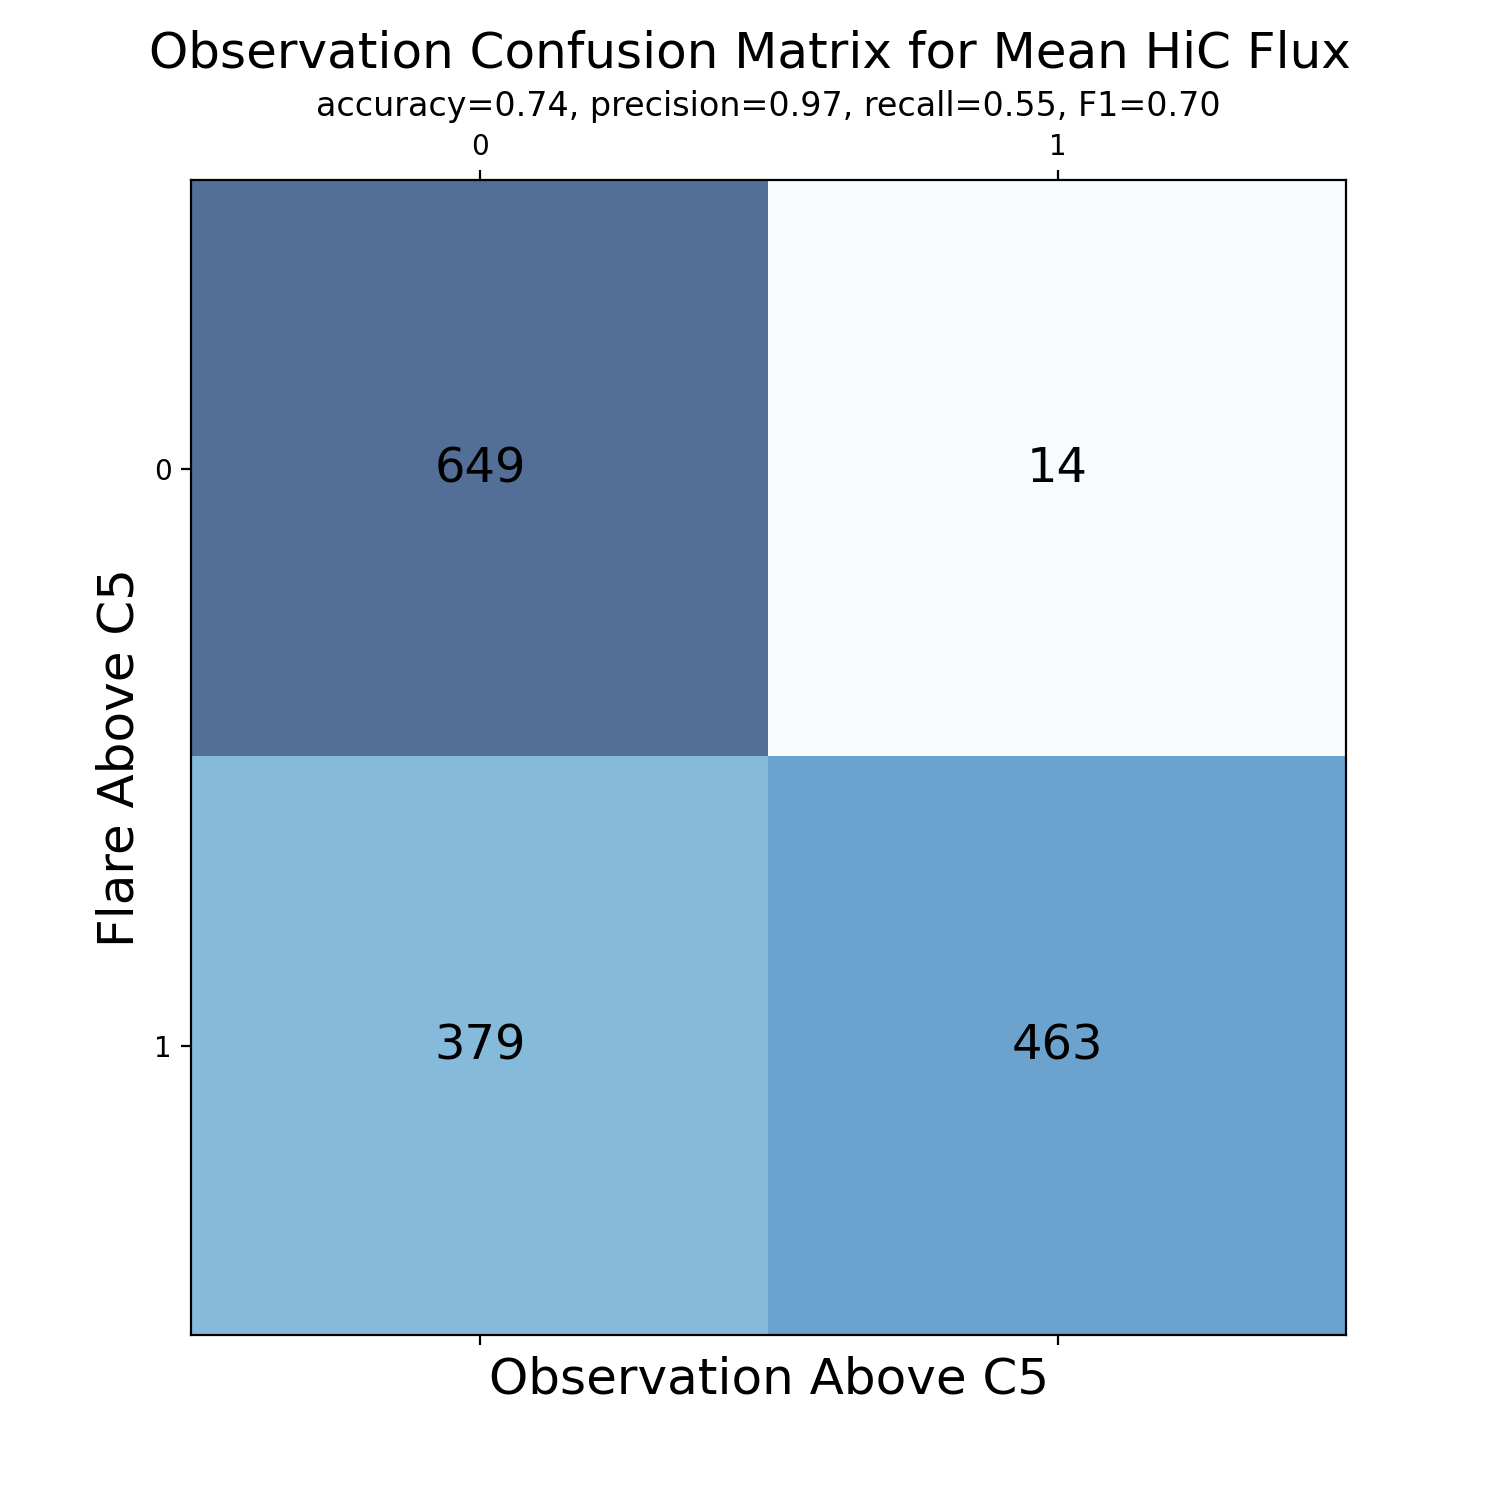 Observation Confusion Matrix for Mean HiC Flux
accuracy=0.74, precision=0.97, recall=0.55, F1=0.70
0 1
0
649 14
Flare Above C5
1
379 463
Observation Above C5